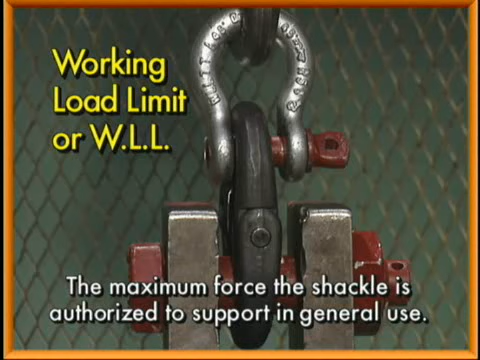 Working
Load Limit
or W.L.L.
The maximum force the shackle is
authorized to support in general use.